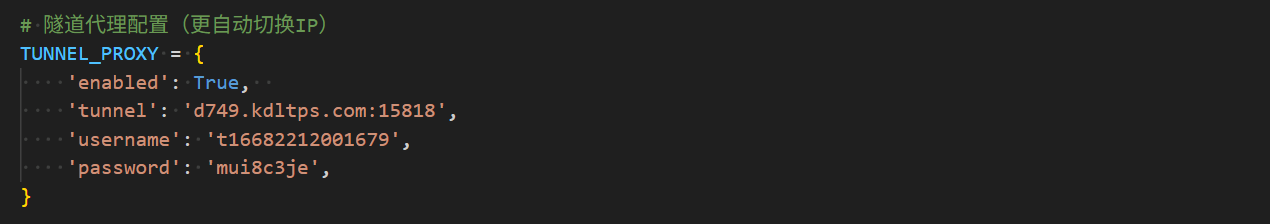 # 隧道代理配置（更自动切换IP）
TUNNEL_PROXY = {
    'enabled': True,
    'tunnel': 'd749.kdltps.com:15818',
    'username': 't16682212001679',
    'password': 'mui8c3je',
}